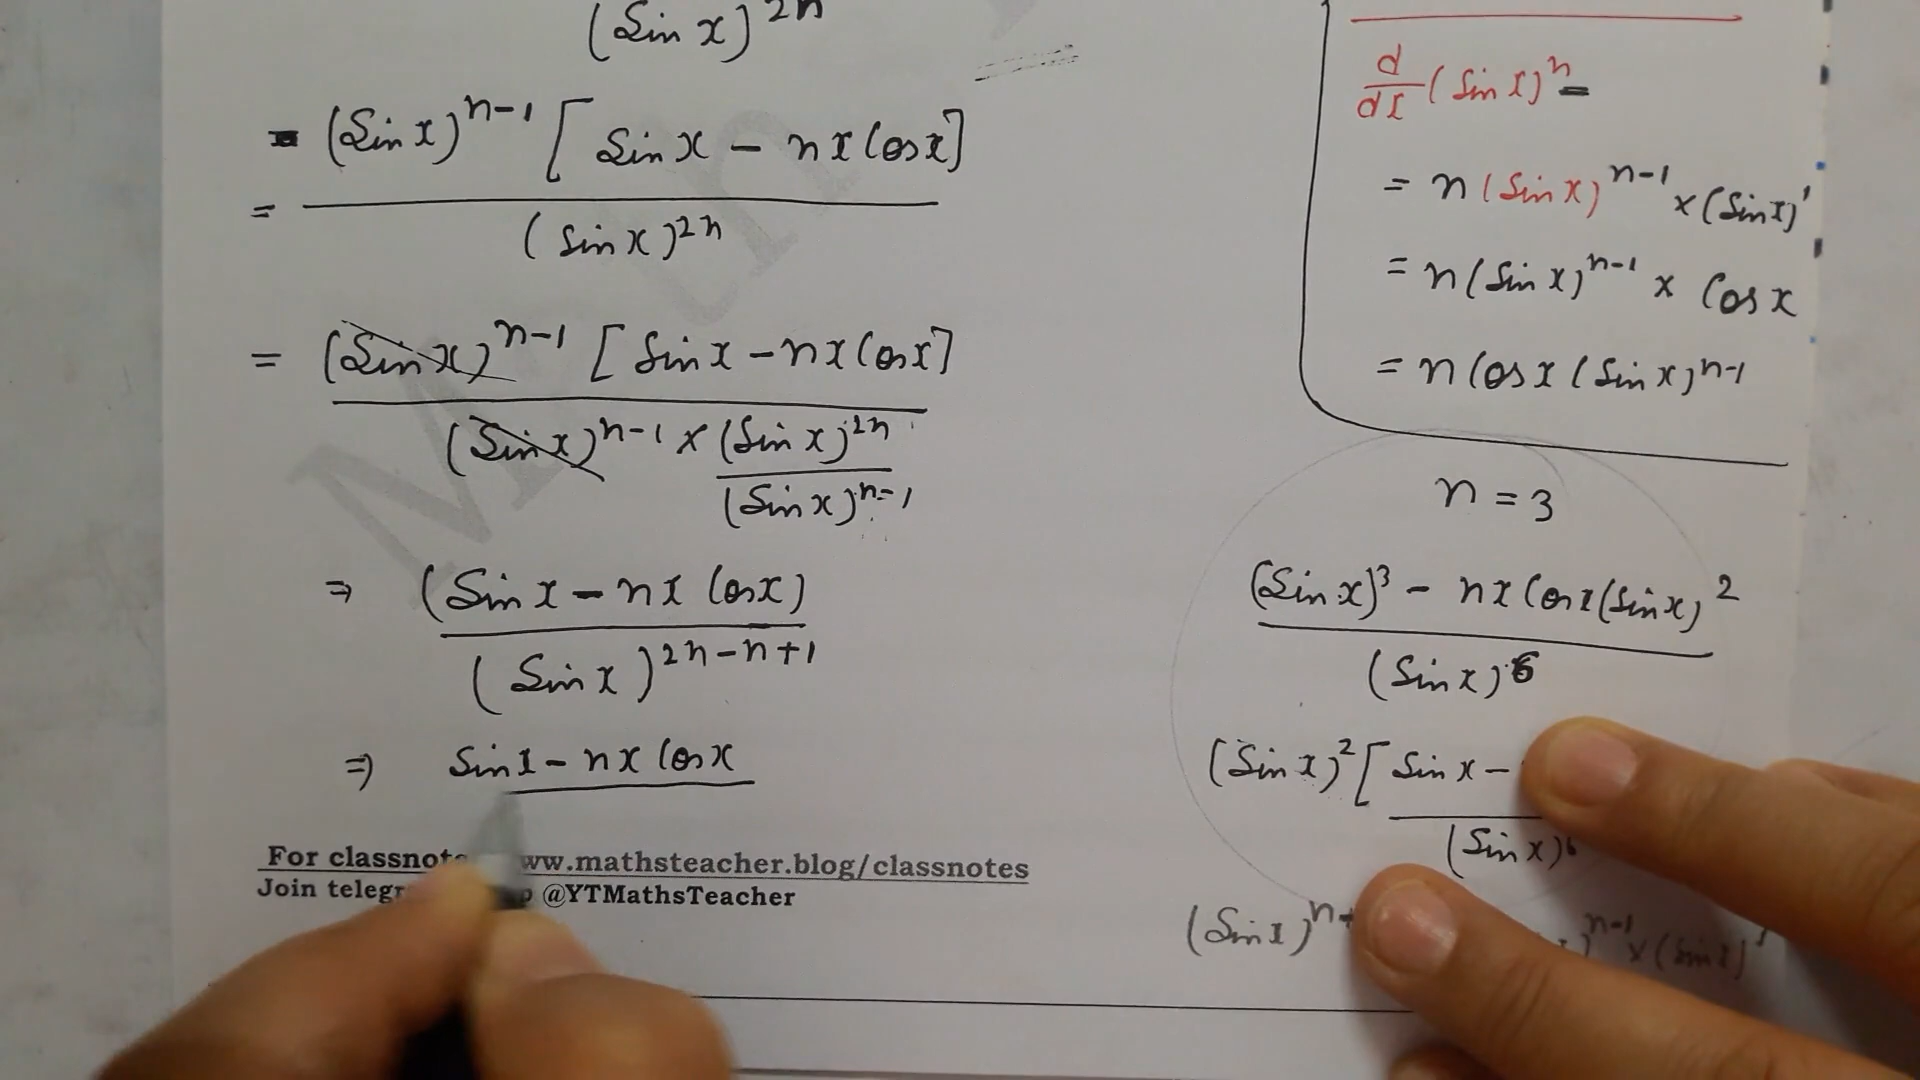 (Sin x)^2n
= (Sin x)^n-1 [ Sin x - nx Cos x]
= (Sin x)^2n
= (Sin x)^n-1 [ Sin x - nx Cos x]
(Sin x)^n-1 × (Sin x)^2n
(Sin x)^n-1
⇒ (Sin x - nx Cos x)
(Sin x)^2n-n+1
⇒ Sin x - nx Cos x
For classnot ww.mathsteacher.blog/classnotes
Join telegr @YTMathsTeacher
d/dx (Sin x)^n =
= n (Sin x)^n-1 × (Sin x)'
= n (Sin x)^n-1 × Cos x
= n Cos x (Sin x)^n-1
n = 3
(Sin x)^3 - nx Cos x (Sin x)^2
(Sin x)^6
(Sin x)^2 [ Sin x -
(Sin x)^6
(Sin x)^n )^n-1 × (Sin x)'